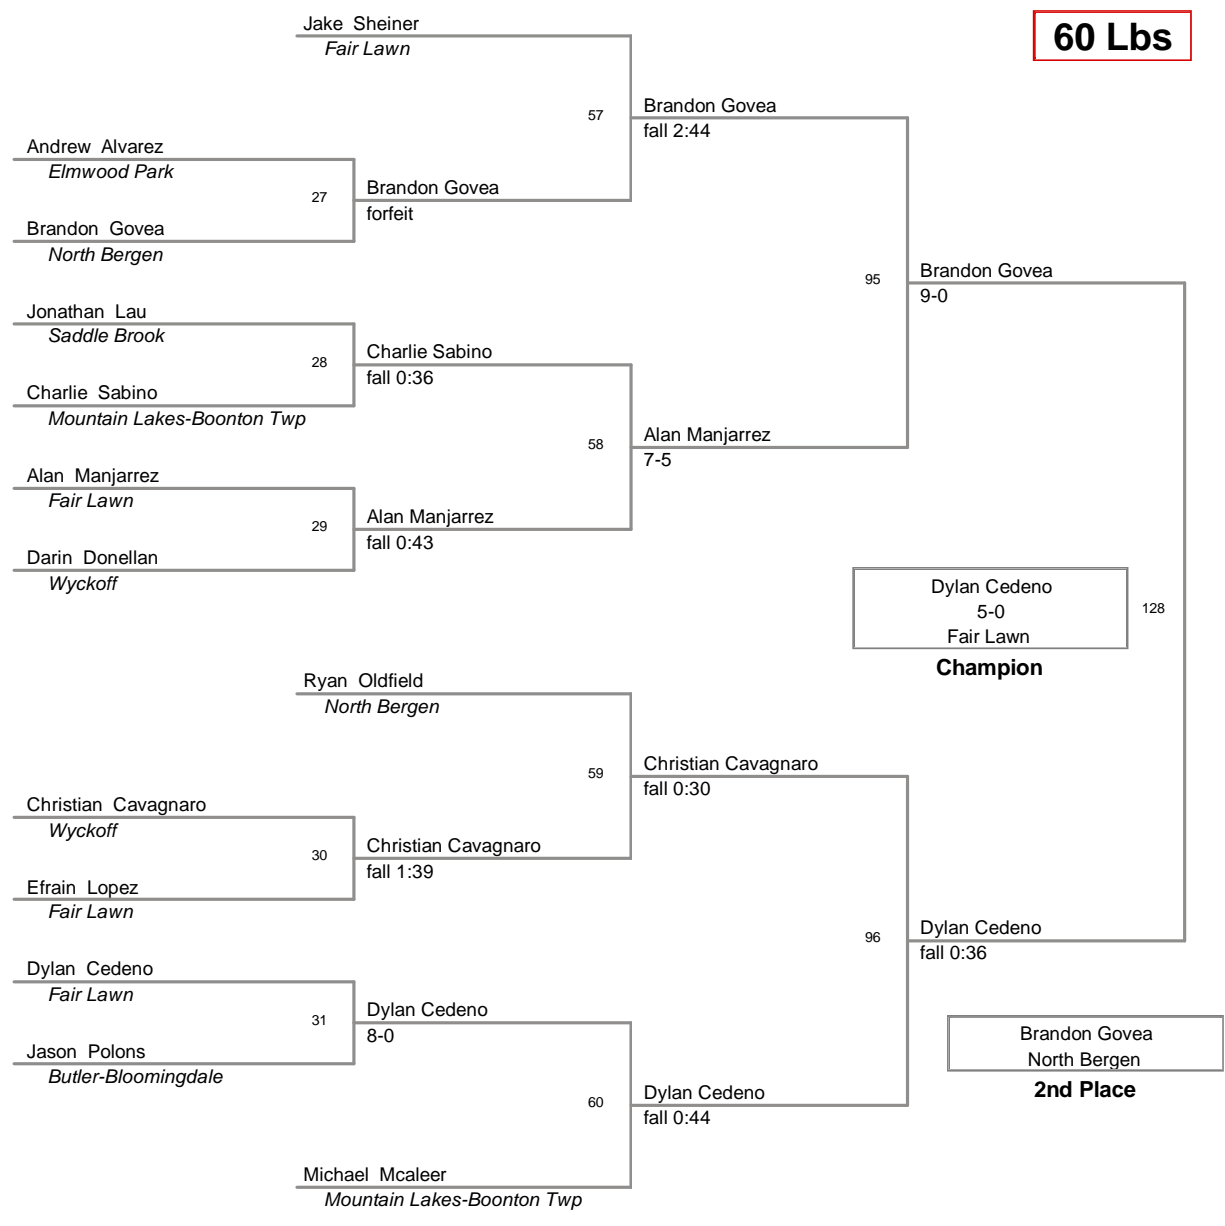 Jake Sheiner
Fair Lawn
60 Lbs
57
Brandon Govea
fall 2:44
Andrew Alvarez
Elmwood Park
27
Brandon Govea
forfeit
Brandon Govea
North Bergen
95
Brandon Govea
9-0
Jonathan Lau
Saddle Brook
28
Charlie Sabino
fall 0:36
Charlie Sabino
Mountain Lakes-Boonton Twp
58
Alan Manjarrez
7-5
Alan Manjarrez
Fair Lawn
29
Alan Manjarrez
fall 0:43
Darin Donellan
Wyckoff
Dylan Cedeno
5-0
Fair Lawn
Champion
128
Ryan Oldfield
North Bergen
59
Christian Cavagnaro
fall 0:30
Christian Cavagnaro
Wyckoff
30
Christian Cavagnaro
fall 1:39
Efrain Lopez
Fair Lawn
96
Dylan Cedeno
fall 0:36
Dylan Cedeno
Fair Lawn
31
Dylan Cedeno
8-0
Jason Polons
Butler-Bloomingdale
Brandon Govea
North Bergen
2nd Place
60
Dylan Cedeno
fall 0:44
Michael Mcaleer
Mountain Lakes-Boonton Twp